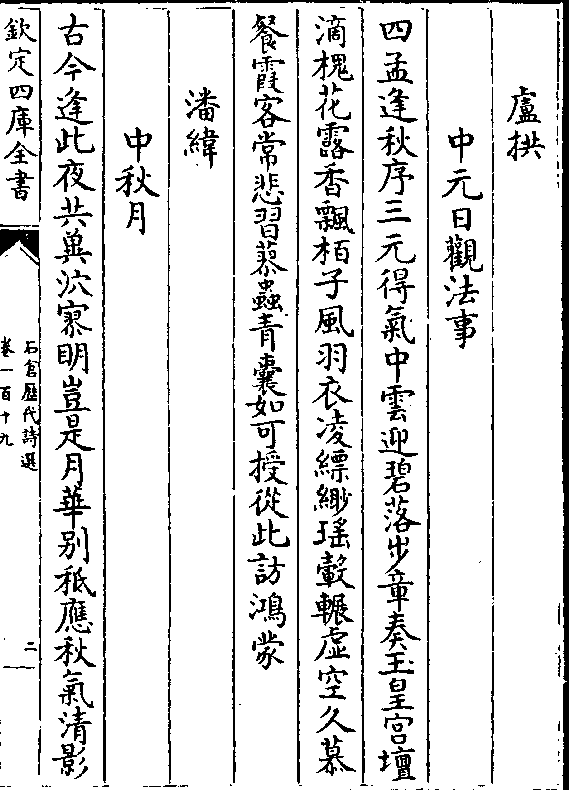 盧拱
中元日觀法事
四孟逢秋序三元得氣中雲迎碧落步章奏玉皇宮壇
滴槐花露香飄栢子風羽衣凌縹緲瑤轂輾虛空久慕
餐霞客常悲習蓼蟲青囊如可授從此訪鴻蒙
潘緯
中秋月
古今逢此夜共冀泬寥明豈是月華别秪應秋氣清影
欽定四庫全書
石倉歷代詩選
卷一百十九
二